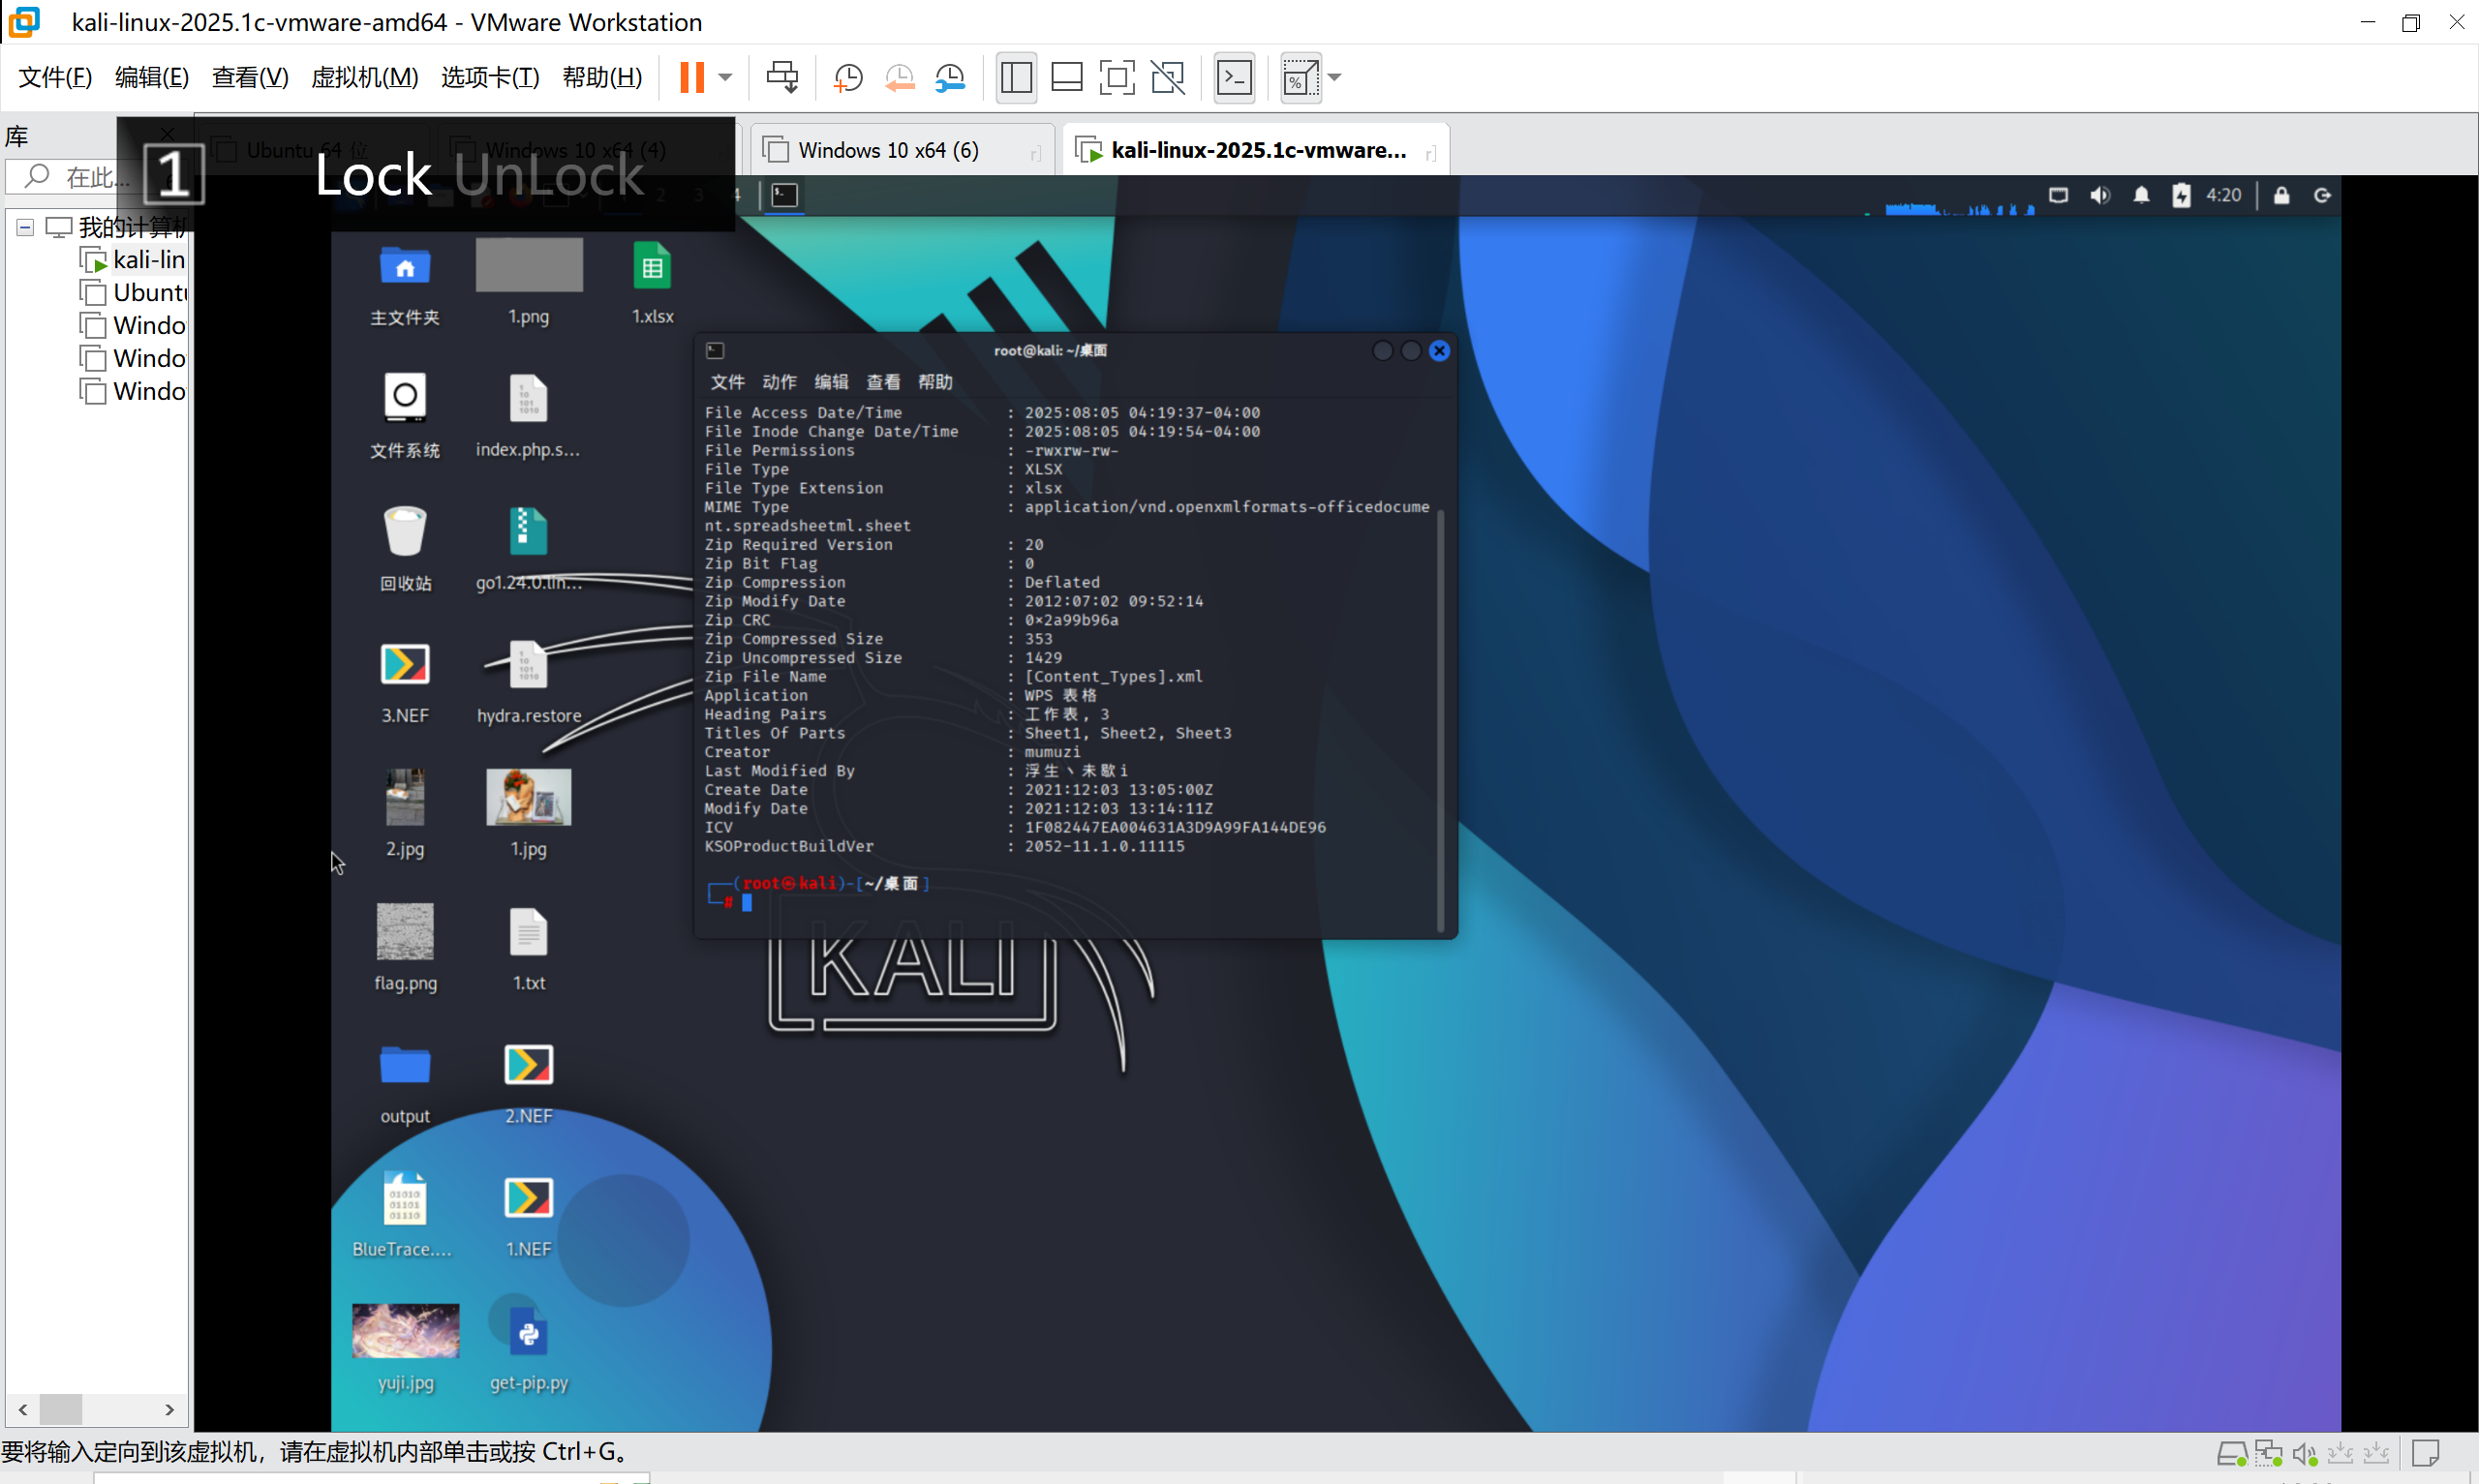 kali-linux-2025.1c-vmware-amd64 - VMware Workstation
文件(F) 编辑(E) 查看(V) 虚拟机(M) 选项卡(T) 帮助(H)
库
Ubuntu 64 位
Windows 10 x64 (4)
Windows 10 x64 (6)
kali-linux-2025.1c-vmware...
在此...
1
Lock UnLock
2 3 4
4:20
我的计算机
kali-lin
Ubuntu
Windo
Windo
Windo
主文件夹
1.png
1.xlsx
文件系统
index.php.s...
回收站
go1.24.0.lin...
3.NEF
hydra.restore
2.jpg
1.jpg
flag.png
1.txt
output
2.NEF
BlueTrace....
1.NEF
yuji.jpg
get-pip.py
root@kali: ~/桌面
文件 动作 编辑 查看 帮助
File Access Date/Time : 2025:08:05 04:19:37-04:00
File Inode Change Date/Time : 2025:08:05 04:19:54-04:00
File Permissions : -rwxrw-rw-
File Type : XLSX
File Type Extension : xlsx
MIME Type : application/vnd.openxmlformats-officedocume
nt.spreadsheetml.sheet
Zip Required Version : 20
Zip Bit Flag : 0
Zip Compression : Deflated
Zip Modify Date : 2012:07:02 09:52:14
Zip CRC : 0×2a99b96a
Zip Compressed Size : 353
Zip Uncompressed Size : 1429
Zip File Name : [Content_Types].xml
Application : WPS 表格
Heading Pairs : 工作表, 3
Titles Of Parts : Sheet1, Sheet2, Sheet3
Creator : mumuzi
Last Modified By : 浮生丶未歇i
Create Date : 2021:12:03 13:05:00Z
Modify Date : 2021:12:03 13:14:11Z
ICV : 1F082447EA004631A3D9A99FA144DE96
KSOProductBuildVer : 2052-11.1.0.11115
┌──(root㉿kali)-[~/桌面]
└─#
KALI
要将输入定向到该虚拟机，请在虚拟机内部单击或按 Ctrl+G。